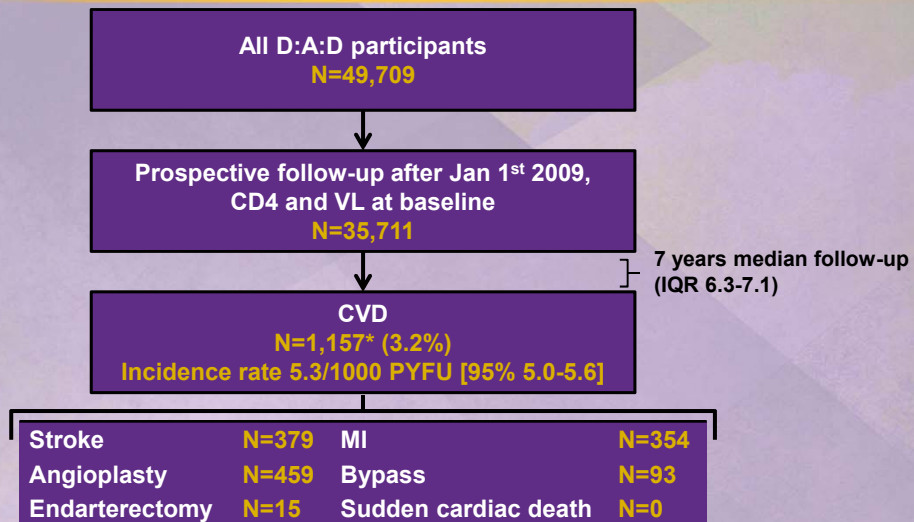 All D:A:D participants
N=49,709
Prospective follow-up after Jan 1st 2009,
CD4 and VL at baseline
N=35,711
7 years median follow-up
(IQR 6.3-7.1)
CVD
N=1,157* (3.2%)
Incidence rate 5.3/1000 PYFU [95% 5.0-5.6]
Stroke N=379 MI N=354
Angioplasty N=459 Bypass N=93
Endarterectomy N=15 Sudden cardiac death N=0